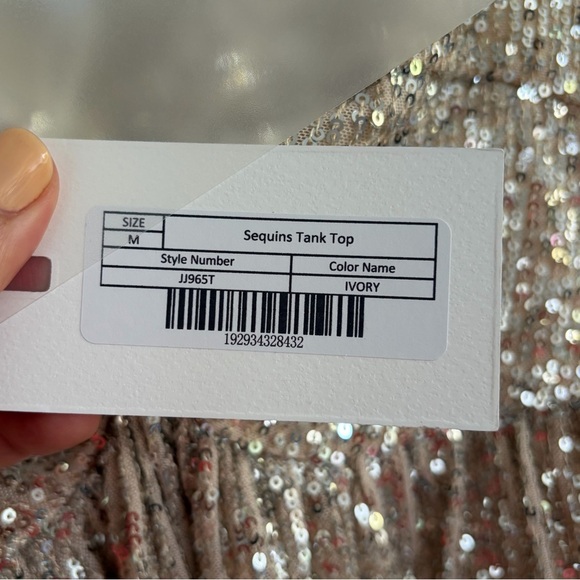 SIZE
M
Sequins Tank Top
Style Number
Color Name
JJ965T
IVORY
192934328432